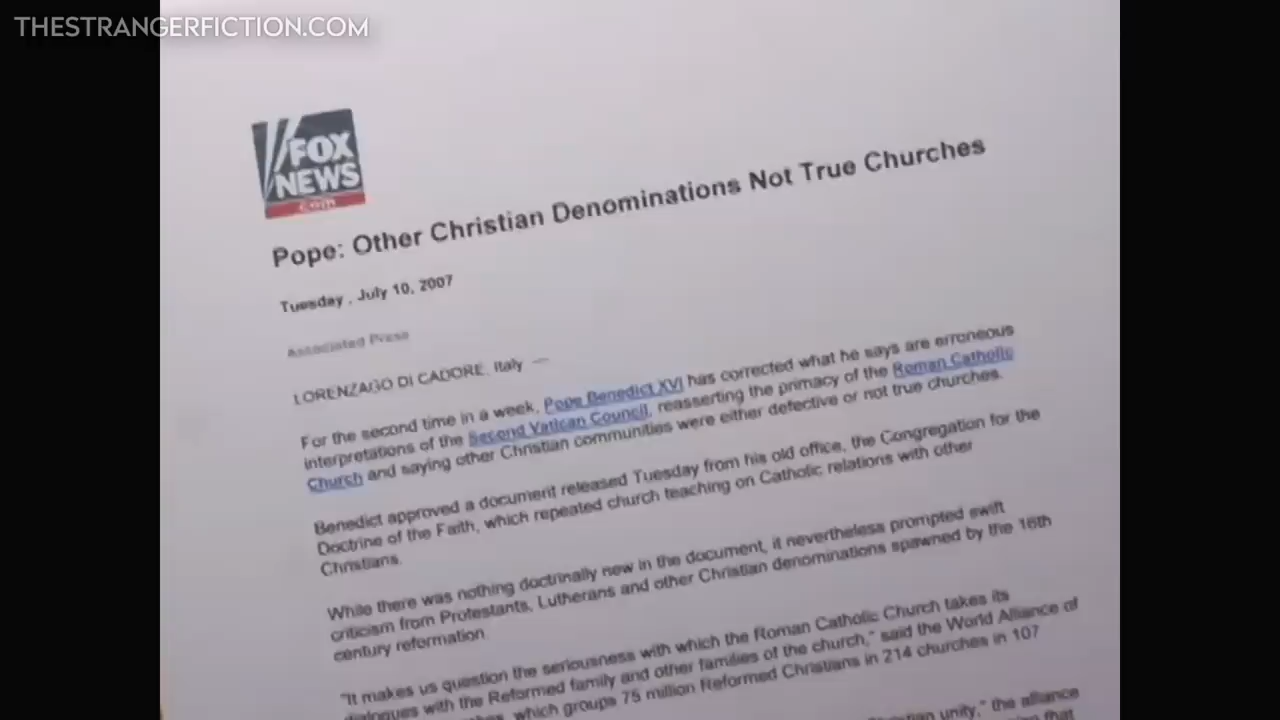 THESTRANGERFICTION.COM
FOX
NEWS
.com
Pope: Other Christian Denominations Not True Churches
Tuesday , July 10, 2007
Associated Press
LORENZAGO DI CADORE, Italy —
For the second time in a week, Pope Benedict XVI has corrected what he says are erroneous
interpretations of the Second Vatican Council, reasserting the primacy of the Roman Catholic
Church and saying other Christian communities were either defective or not true churches.
Benedict approved a document released Tuesday from his old office, the Congregation for the
Doctrine of the Faith, which repeated church teaching on Catholic relations with other
Christians.
While there was nothing doctrinally new in the document, it nevertheless prompted swift
criticism from Protestants, Lutherans and other Christian denominations spawned by the 16th
century reformation.
"It makes us question the seriousness with which the Roman Catholic Church takes its
dialogues with the Reformed family and other families of the church," said the World Alliance of
which groups 75 million Reformed Christians in 214 churches in 107
unity," the alliance
that